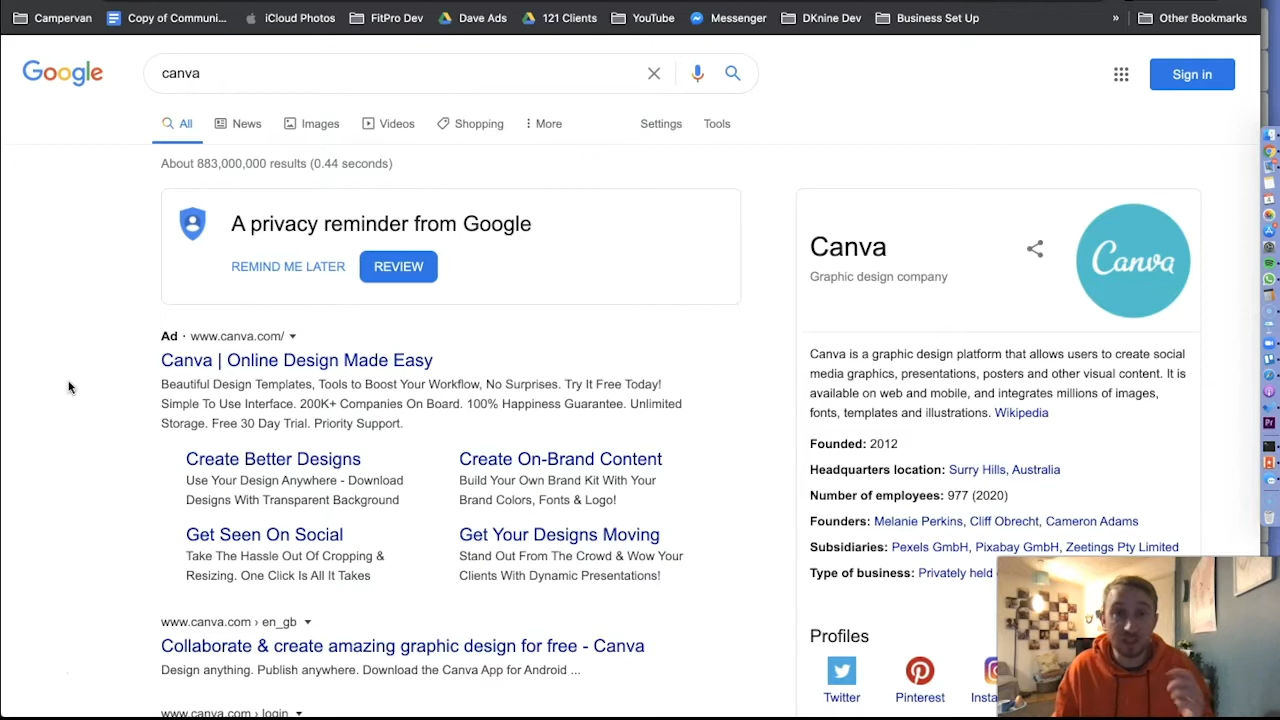 Campervan
Copy of Communi...
iCloud Photos
FitPro Dev
Dave Ads
121 Clients
YouTube
Messenger
DKnine Dev
Business Set Up
»
Other Bookmarks
Google
canva
Sign in
All
News
Images
Videos
Shopping
More
Settings
Tools
About 883,000,000 results (0.44 seconds)
A privacy reminder from Google
REMIND ME LATER
REVIEW
Ad · www.canva.com/
Canva | Online Design Made Easy
Beautiful Design Templates, Tools to Boost Your Workflow, No Surprises. Try It Free Today!
Simple To Use Interface. 200K+ Companies On Board. 100% Happiness Guarantee. Unlimited
Storage. Free 30 Day Trial. Priority Support.
Create Better Designs
Use Your Design Anywhere - Download
Designs With Transparent Background
Create On-Brand Content
Build Your Own Brand Kit With Your
Brand Colors, Fonts & Logo!
Get Seen On Social
Take The Hassle Out Of Cropping &
Resizing. One Click Is All It Takes
Get Your Designs Moving
Stand Out From The Crowd & Wow Your
Clients With Dynamic Presentations!
www.canva.com › en_gb
Collaborate & create amazing graphic design for free - Canva
Design anything. Publish anywhere. Download the Canva App for Android ...
www.canva.com › login
Canva
Graphic design company
Canva
Canva is a graphic design platform that allows users to create social
media graphics, presentations, posters and other visual content. It is
available on web and mobile, and integrates millions of images,
fonts, templates and illustrations. Wikipedia
Founded: 2012
Headquarters location: Surry Hills, Australia
Number of employees: 977 (2020)
Founders: Melanie Perkins, Cliff Obrecht, Cameron Adams
Subsidiaries: Pexels GmbH, Pixabay GmbH, Zeetings Pty Limited
Type of business: Privately held
Profiles
Twitter
Pinterest
Insta
Pr